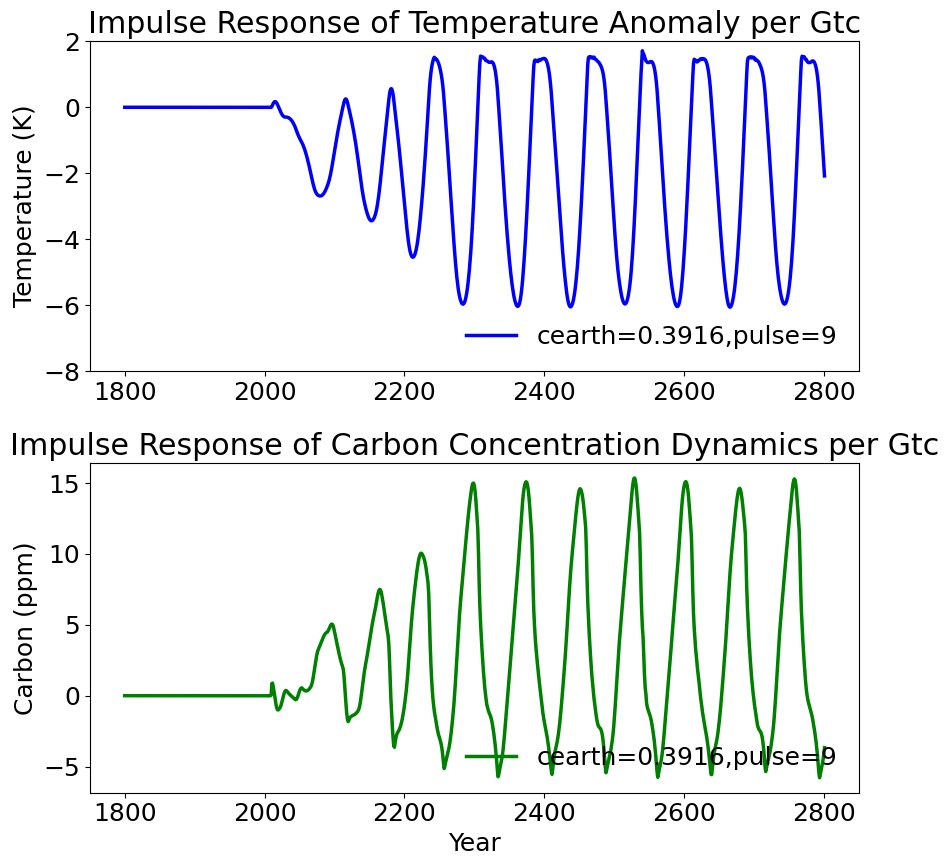 Impulse Response of Temperature Anomaly per Gtc
2
0
−2
−4
−6
−8
Temperature (K)
cearth=0.3916,pulse=9
1800 2000 2200 2400 2600 2800
Impulse Response of Carbon Concentration Dynamics per Gtc
15
10
5
0
−5
Carbon (ppm)
cearth=0.3916,pulse=9
1800 2000 2200 2400 2600 2800
Year